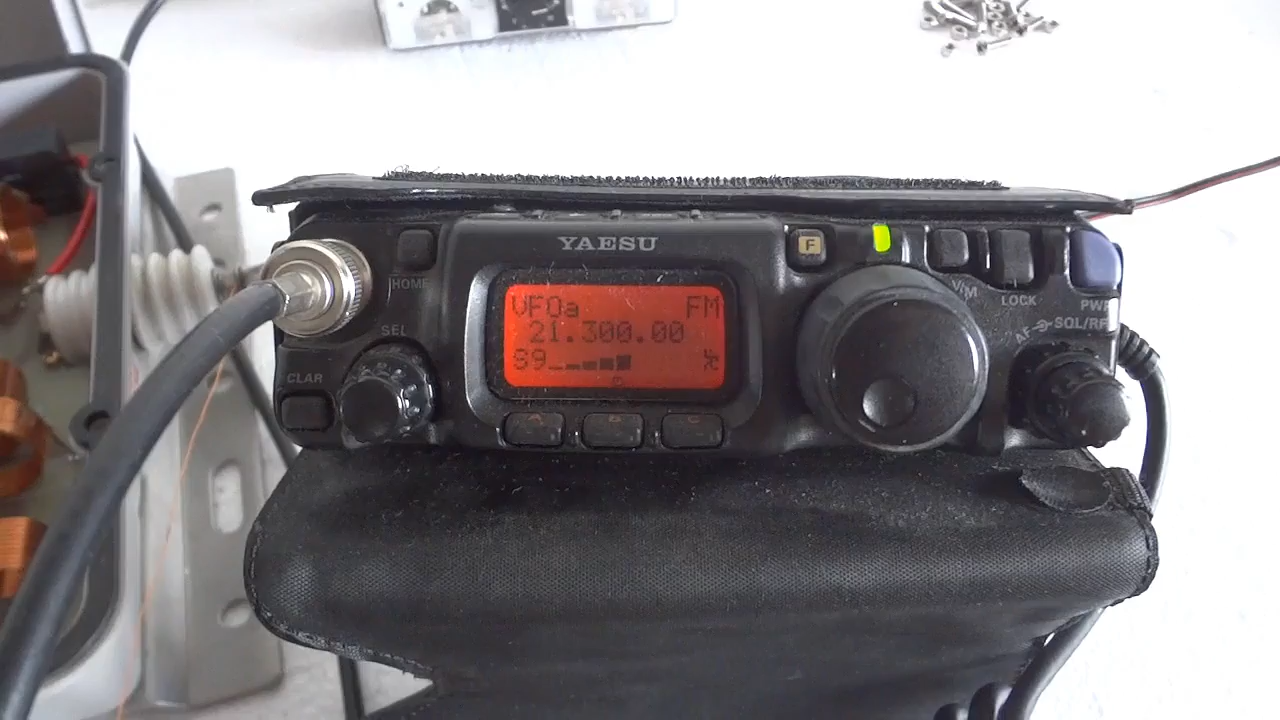 YAESU
F
HOME
V/M
LOCK
PWR
VFOa FM
21.300.00
S9
SEL
AF
SQL/RF
CLAR
A B C